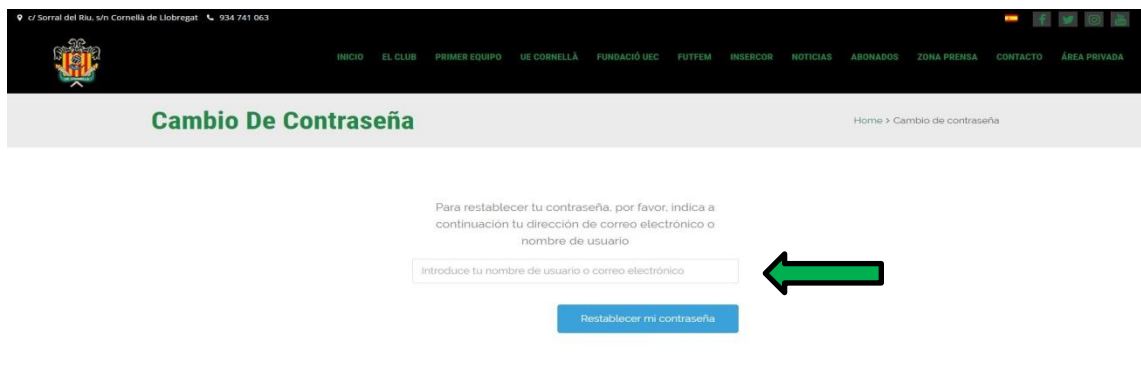 c/ Sorral del Riu, s/n Cornellà de Llobregat 934 741 063
INICIO EL CLUB PRIMER EQUIPO UE CORNELLÀ FUNDACIÓ UEC FUTFEM INSERCOR NOTICIAS ABONADOS ZONA PRENSA CONTACTO ÁREA PRIVADA
Cambio De Contraseña
Home > Cambio de contraseña
Para restablecer tu contraseña, por favor, indica a
continuación tu dirección de correo electrónico o
nombre de usuario
Introduce tu nombre de usuario o correo electrónico
Restablecer mi contraseña